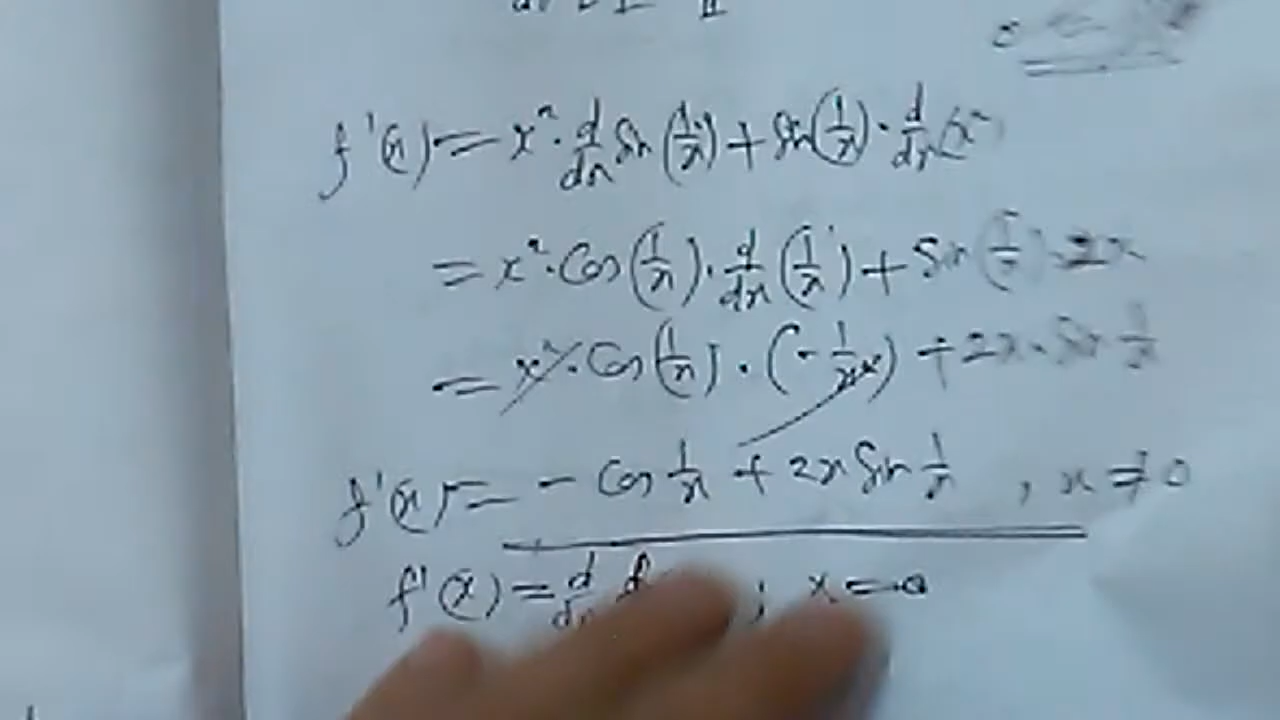 f'(x) = x² · d/dx sin(1/x) + sin(1/x) · d/dx (x²)
= x² · Cos(1/x) · d/dx (1/x) + Sin(1/x) · 2x
= x² · Cos(1/x) · (-1/x²) + 2x · Sin 1/x
f'(x) = - Cos 1/x + 2x Sin 1/x , x ≠ 0
f'(x) = d/dx ; x = 0